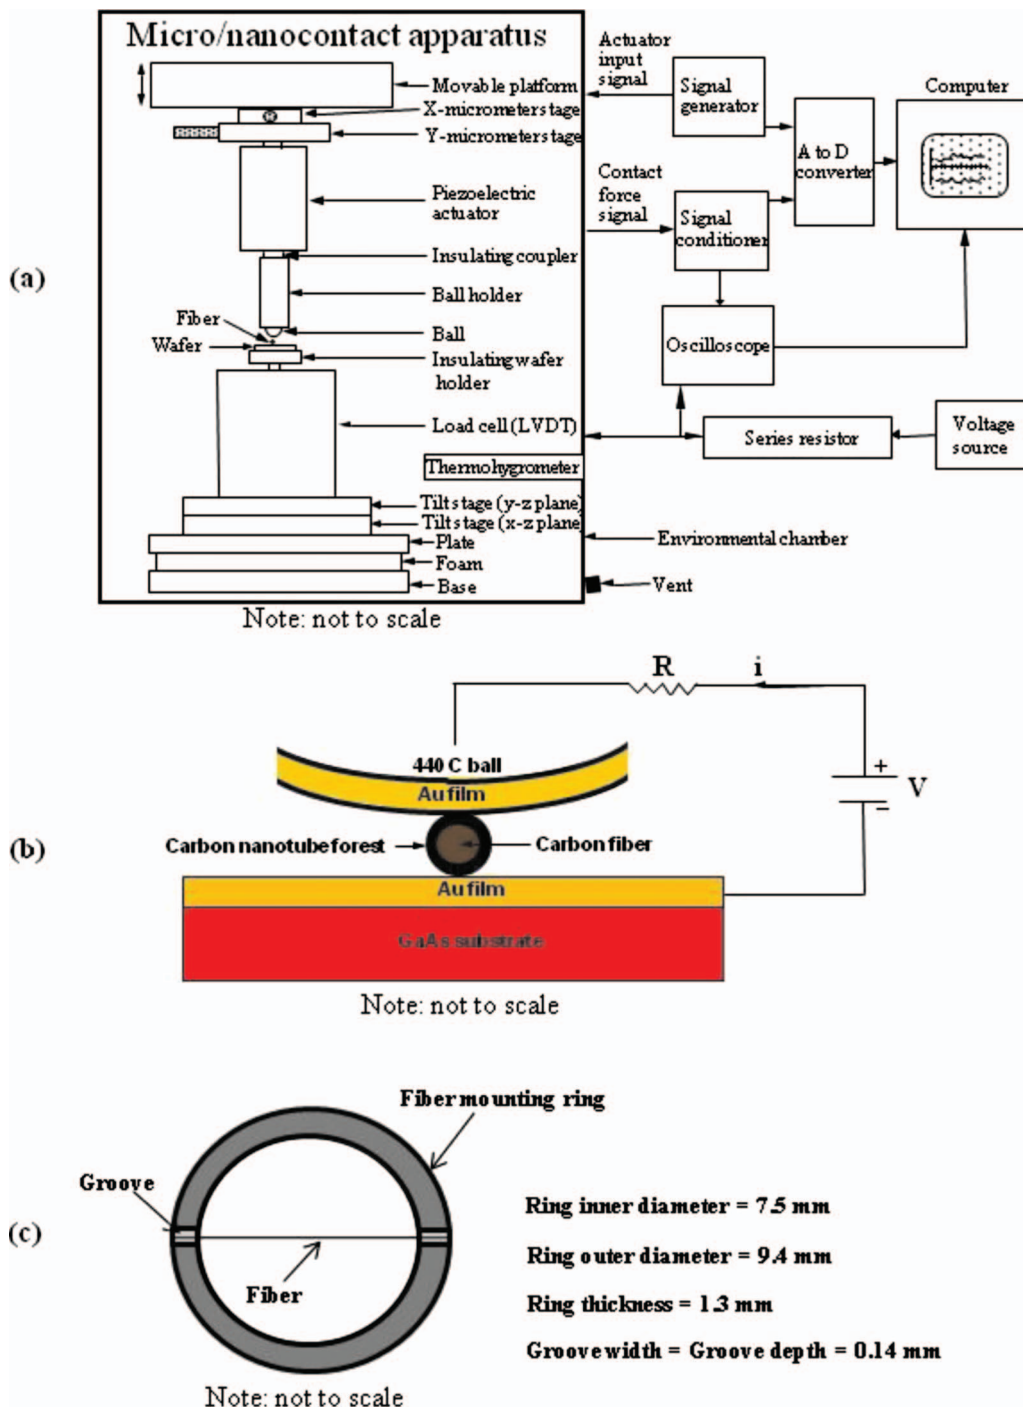 (a)
Micro/nanocontact apparatus
Movable platform
X-micrometer stage
Y-micrometer stage
Piezoelectric
actuator
Insulating coupler
Ball holder
Fiber
Ball
Wafer
Insulating wafer
holder
Load cell (LVDT)
Thermohygrometer
Tilt stage (y-z plane)
Tilt stage (x-z plane)
Plate
Foam
Base
Actuator
input
signal
Signal
generator
Computer
A to D
converter
Contact
force
signal
Signal
conditioner
Oscilloscope
Series resistor
Voltage
source
Environmental chamber
Vent
Note: not to scale
(b)
R
i
+
V
–
440 C ball
Au film
Carbon nanotube forest
Carbon fiber
Au film
GaAs substrate
Note: not to scale
(c)
Fiber mounting ring
Groove
Fiber
Ring inner diameter = 7.5 mm
Ring outer diameter = 9.4 mm
Ring thickness = 1.3 mm
Groove width = Groove depth = 0.14 mm
Note: not to scale